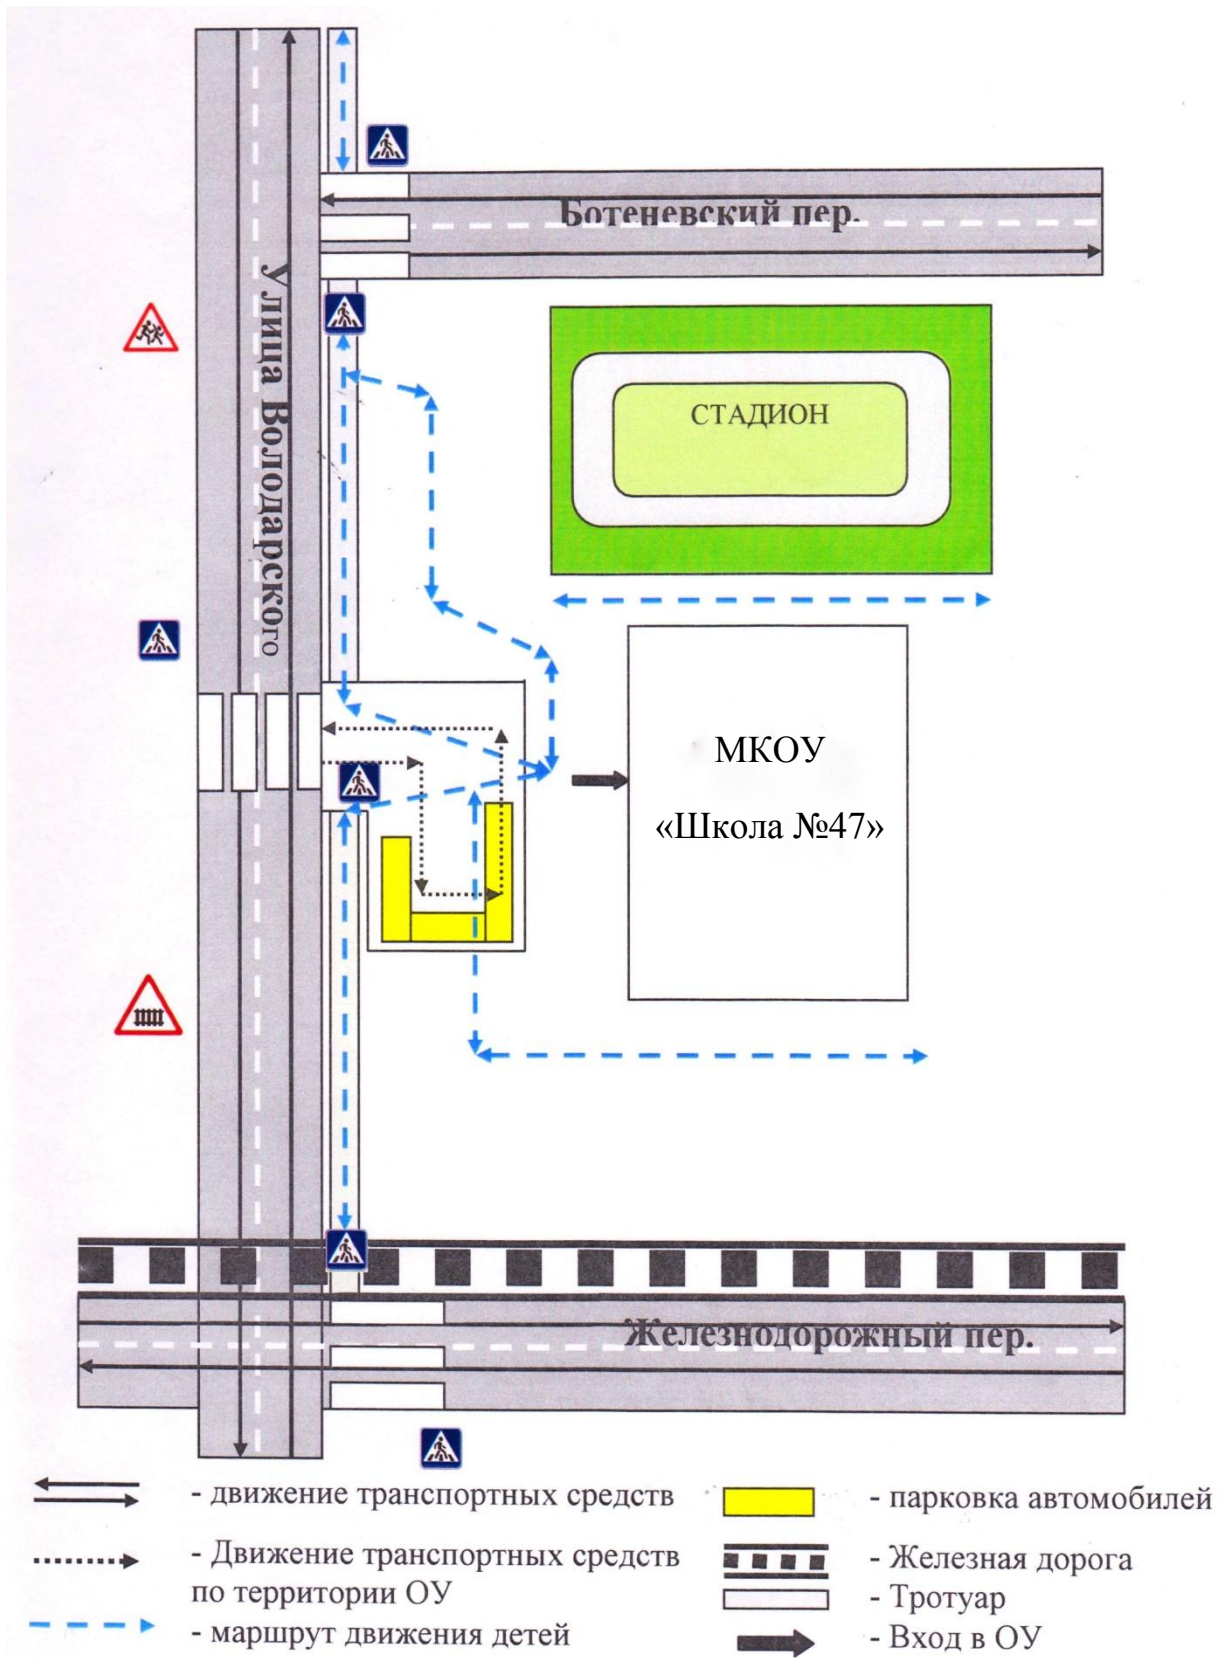 Ботеневский пер.
Улица Володарского
СТАДИОН
МКОУ
«Школа №47»
Железнодорожный пер.
- движение транспортных средств
- Движение транспортных средств
по территории ОУ
- маршрут движения детей
- парковка автомобилей
- Железная дорога
- Тротуар
- Вход в ОУ